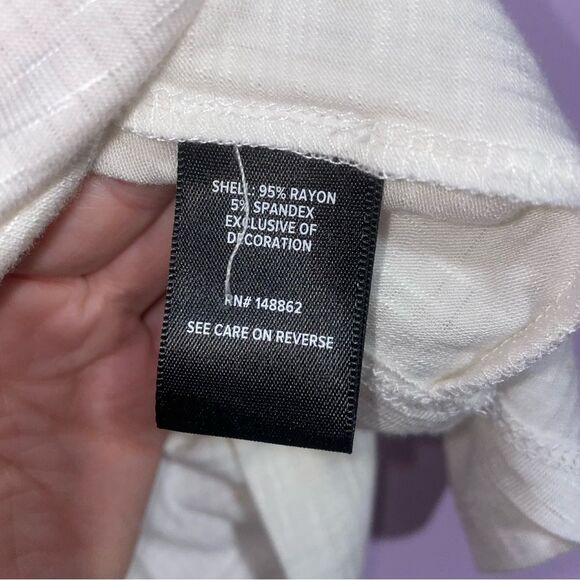 SHELL: 95% RAYON
5% SPANDEX
EXCLUSIVE OF
DECORATION
RN# 148862
SEE CARE ON REVERSE